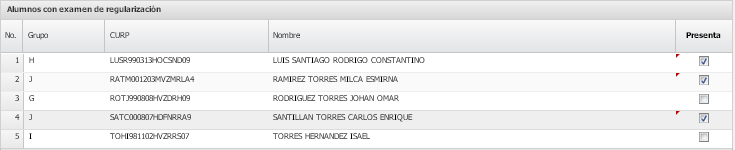 Alumnos con examen de regularización
No. Grupo CURP Nombre Presenta
1 H LUSR990313HOCSND09 LUIS SANTIAGO RODRIGO CONSTANTINO
2 J RATM001203MVZMRLA4 RAMIREZ TORRES MILCA ESMIRNA
3 G ROTJ990808HVZDRH09 RODRIGUEZ TORRES JOHAN OMAR
4 J SATC000807HDFNRRA9 SANTILLAN TORRES CARLOS ENRIQUE
5 I TOHI981102HVZRRS07 TORRES HERNANDEZ ISAEL